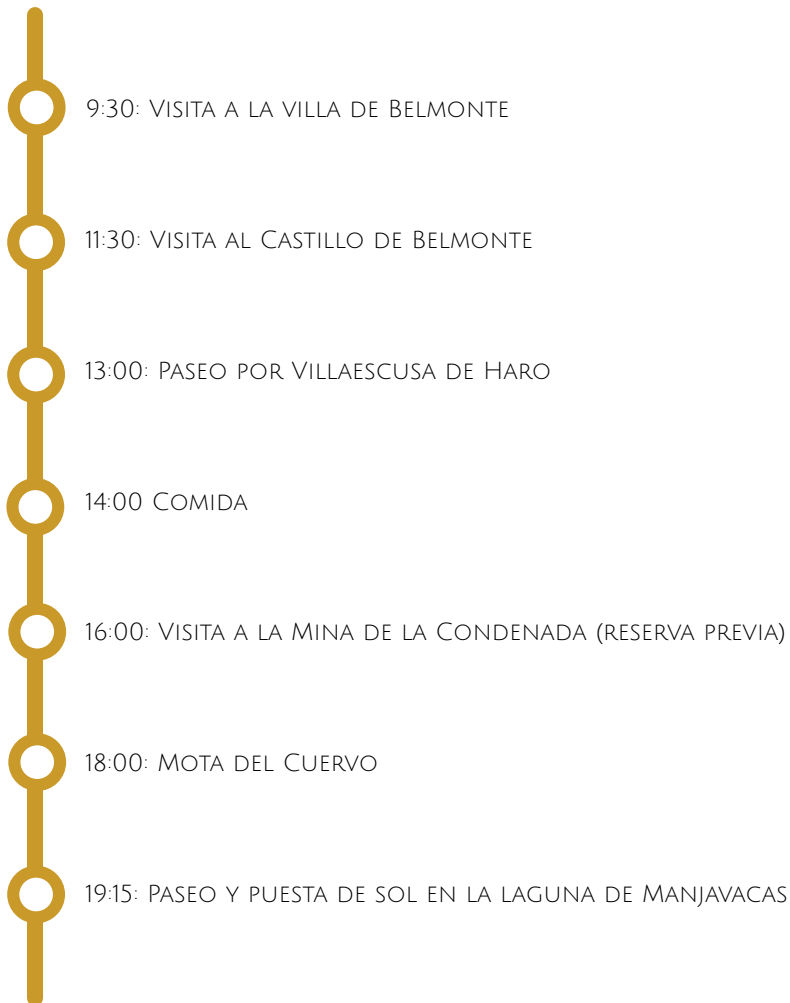 9:30: Visita a la villa de Belmonte
11:30: Visita al Castillo de Belmonte
13:00: Paseo por Villaescusa de Haro
14:00 Comida
16:00: Visita a la Mina de la Condenada (reserva previa)
18:00: Mota del Cuervo
19:15: Paseo y puesta de sol en la laguna de Manjavacas